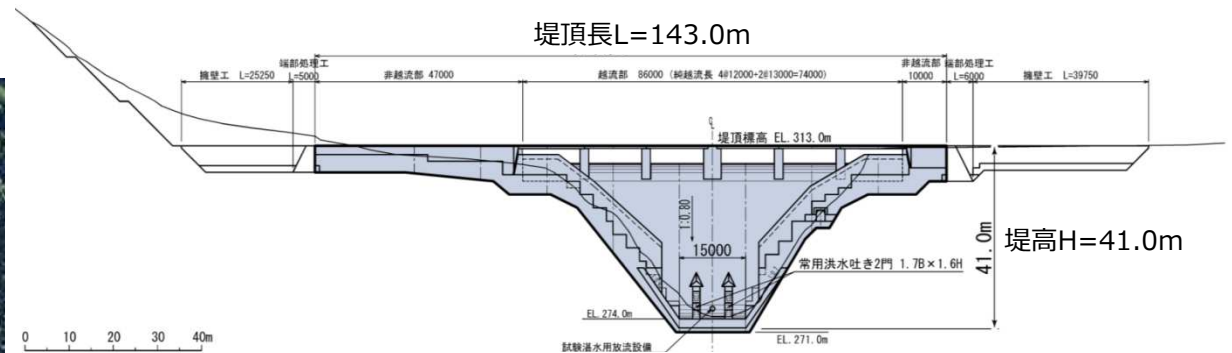 堤頂長L=143.0m
擁壁工 L=25250
端部処理工
L=5000
非越流部 47000
越流部 86000 (純越流長 4@12000+2@13000=74000)
非越流部
10000
端部処理工
L=6000
擁壁工 L=39750
堤頂標高 EL.313.0m
1:0.80
15000
41.0m
堤高H=41.0m
常用洪水吐き2門 1.7B×1.6H
EL.274.0m
EL.271.0m
試験湛水用放流設備
0 10 20 30 40m